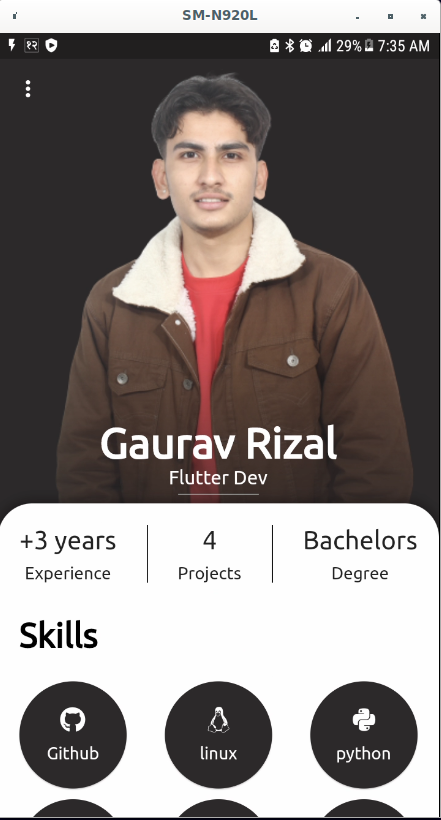 SM-N920L
१२ 29% 7:35 AM
Gaurav Rizal
Flutter Dev
+3 years 4 Bachelors
Experience Projects Degree
Skills
Github linux python